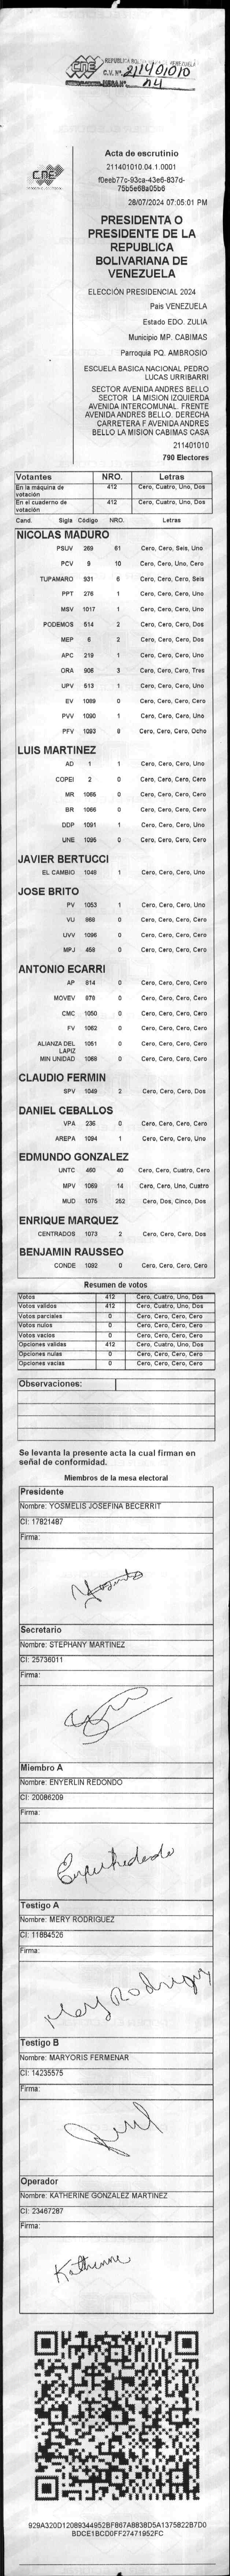 CNE
C.V. Nº. 211401010
Nº 4
CNE
Acta de escrutinio
211401010.04.1.0001
f0eeb77c-93ca-43e6-837d-
75b5e68a05b6
28/07/2024 07:05:01 PM
PRESIDENTA O
PRESIDENTE DE LA
REPUBLICA
BOLIVARIANA DE
VENEZUELA
ELECCIÓN PRESIDENCIAL 2024
Pais VENEZUELA
Estado EDO. ZULIA
Municipio MP. CABIMAS
Parroquia PQ. AMBROSIO
ESCUELA BASICA NACIONAL PEDRO
LUCAS URRIBARRI
SECTOR AVENIDA ANDRES BELLO
SECTOR LA MISION IZQUIERDA
AVENIDA INTERCOMUNAL. FRENTE
AVENIDA ANDRES BELLO. DERECHA
CARRETERA F AVENIDA ANDRES
BELLO LA MISION CABIMAS CASA
211401010
790 Electores
Votantes NRO. Letras
En la máquina de votación 412 Cero, Cuatro, Uno, Dos
En el cuaderno de votación 412 Cero, Cuatro, Uno, Dos
Cand. Sigla Código NRO. Letras
NICOLAS MADURO
PSUV 269 61 Cero, Cero, Seis, Uno
PCV 9 10 Cero, Cero, Uno, Cero
TUPAMARO 931 6 Cero, Cero, Cero, Seis
PPT 276 1 Cero, Cero, Cero, Uno
MSV 1017 1 Cero, Cero, Cero, Uno
PODEMOS 514 2 Cero, Cero, Cero, Dos
MEP 6 2 Cero, Cero, Cero, Dos
APC 219 1 Cero, Cero, Cero, Uno
ORA 906 3 Cero, Cero, Cero, Tres
UPV 513 1 Cero, Cero, Cero, Uno
EV 1089 0 Cero, Cero, Cero, Cero
PVV 1090 1 Cero, Cero, Cero, Uno
PFV 1093 8 Cero, Cero, Cero, Ocho
LUIS MARTINEZ
AD 1 1 Cero, Cero, Cero, Uno
COPEI 2 0 Cero, Cero, Cero, Cero
MR 1065 0 Cero, Cero, Cero, Cero
BR 1066 0 Cero, Cero, Cero, Cero
DDP 1091 1 Cero, Cero, Cero, Uno
UNE 1095 0 Cero, Cero, Cero, Cero
JAVIER BERTUCCI
EL CAMBIO 1048 1 Cero, Cero, Cero, Uno
JOSE BRITO
PV 1053 1 Cero, Cero, Cero, Uno
VU 868 0 Cero, Cero, Cero, Cero
UVV 1096 0 Cero, Cero, Cero, Cero
MPJ 458 0 Cero, Cero, Cero, Cero
ANTONIO ECARRI
AP 814 0 Cero, Cero, Cero, Cero
MOVEV 876 0 Cero, Cero, Cero, Cero
CMC 1050 0 Cero, Cero, Cero, Cero
FV 1062 0 Cero, Cero, Cero, Cero
ALIANZA DEL LAPIZ 1051 0 Cero, Cero, Cero, Cero
MIN UNIDAD 1068 0 Cero, Cero, Cero, Cero
CLAUDIO FERMIN
SPV 1049 2 Cero, Cero, Cero, Dos
DANIEL CEBALLOS
VPA 236 0 Cero, Cero, Cero, Cero
AREPA 1094 1 Cero, Cero, Cero, Uno
EDMUNDO GONZALEZ
UNTC 460 40 Cero, Cero, Cuatro, Cero
MPV 1069 14 Cero, Cero, Uno, Cuatro
MUD 1075 252 Cero, Dos, Cinco, Dos
ENRIQUE MARQUEZ
CENTRADOS 1073 2 Cero, Cero, Cero, Dos
BENJAMIN RAUSSEO
CONDE 1092 0 Cero, Cero, Cero, Cero
Resumen de votos
Votos 412 Cero, Cuatro, Uno, Dos
Votos validos 412 Cero, Cuatro, Uno, Dos
Votos parciales 0 Cero, Cero, Cero, Cero
Votos nulos 0 Cero, Cero, Cero, Cero
Votos vacios 0 Cero, Cero, Cero, Cero
Opciones validas 412 Cero, Cuatro, Uno, Dos
Opciones nulas 0 Cero, Cero, Cero, Cero
Opciones vacias 0 Cero, Cero, Cero, Cero
Observaciones:
Se levanta la presente acta la cual firman en
señal de conformidad.
Miembros de la mesa electoral
Presidente
Nombre: YOSMELIS JOSEFINA BECERRIT
CI: 17821487
Firma:
Secretario
Nombre: STEPHANY MARTINEZ
CI: 25736011
Firma:
Miembro A
Nombre: ENYERLIN REDONDO
CI: 20086209
Firma:
Testigo A
Nombre: MERY RODRIGUEZ
CI: 11884526
Firma:
Mery Rodriguez
Testigo B
Nombre: MARYORIS FERMENAR
CI: 14235575
Firma:
Operador
Nombre: KATHERINE GONZALEZ MARTINEZ
CI: 23467287
Firma:
Katherine
929A320D12089344952BF867A8838D5A1375822B7D0
BDCE1BCD0FF27471952FC